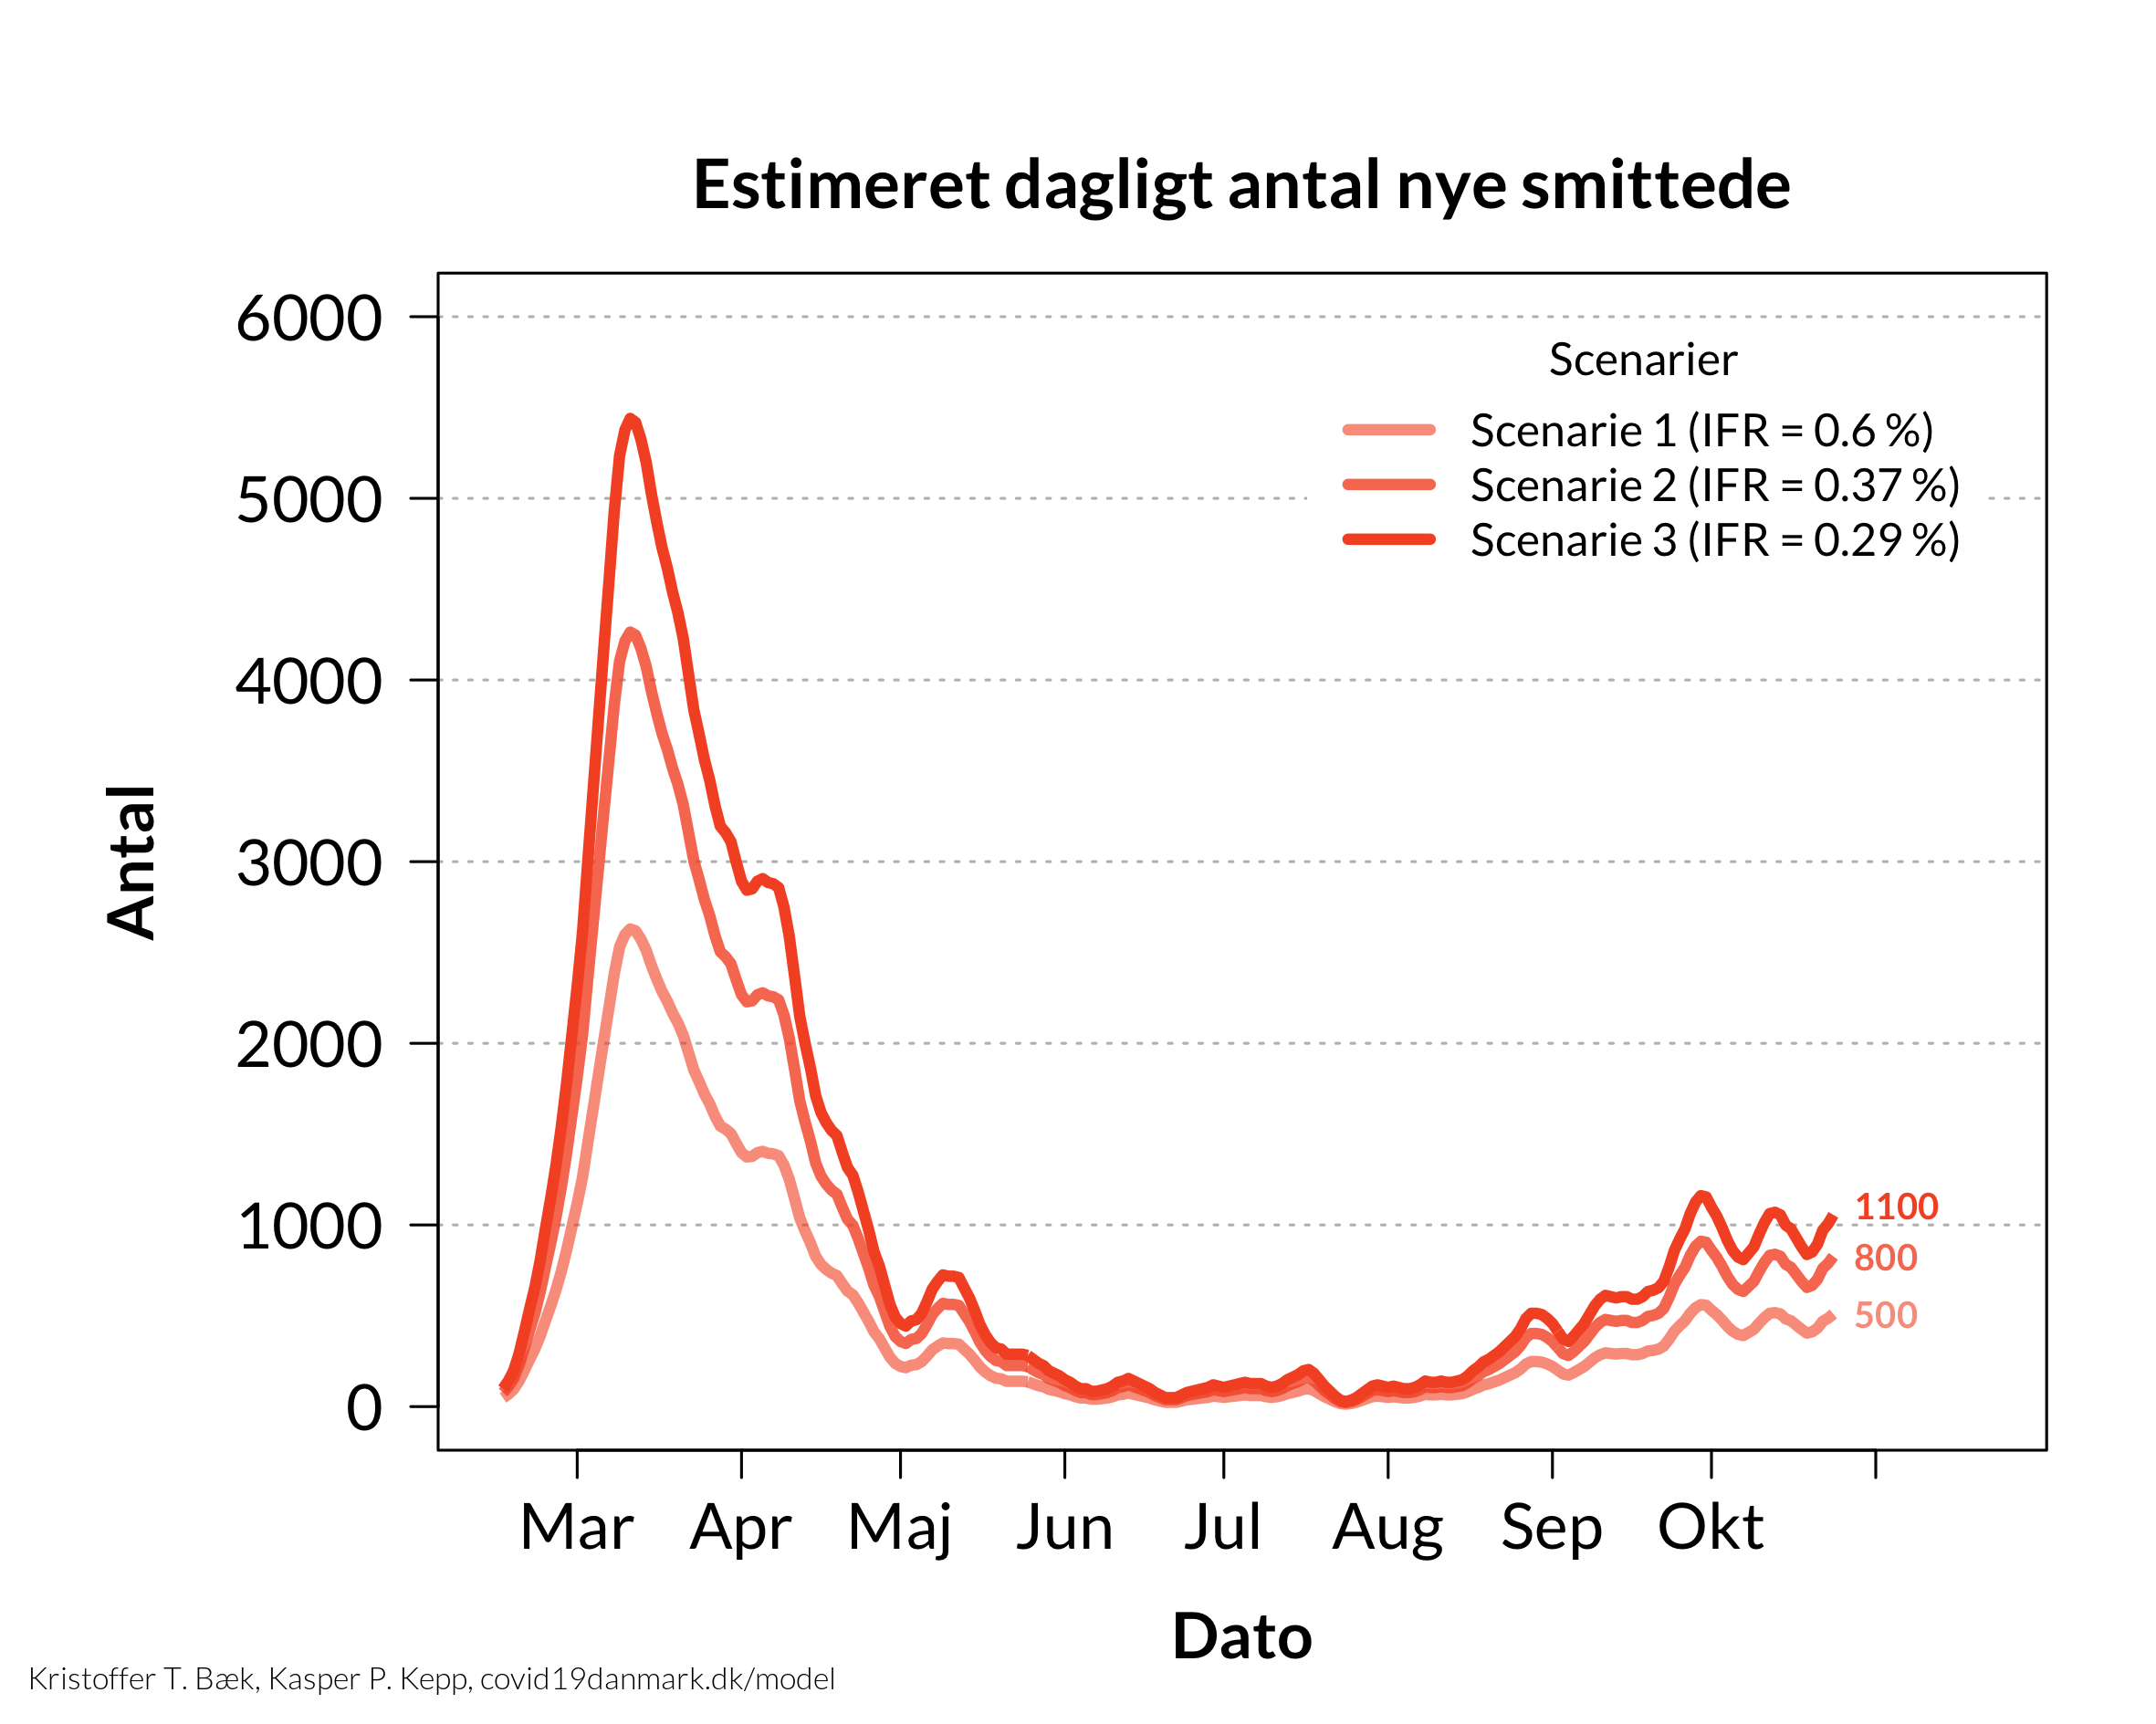 Estimeret dagligt antal nye smittede
Antal
6000
5000
4000
3000
2000
1000
0
Scenarier
Scenarie 1 (IFR = 0.6 %)
Scenarie 2 (IFR = 0.37 %)
Scenarie 3 (IFR = 0.29 %)
1100
800
500
Mar Apr Maj Jun Jul Aug Sep Okt
Dato
Kristoffer T. Bæk, Kasper P. Kepp, covid19danmark.dk/model